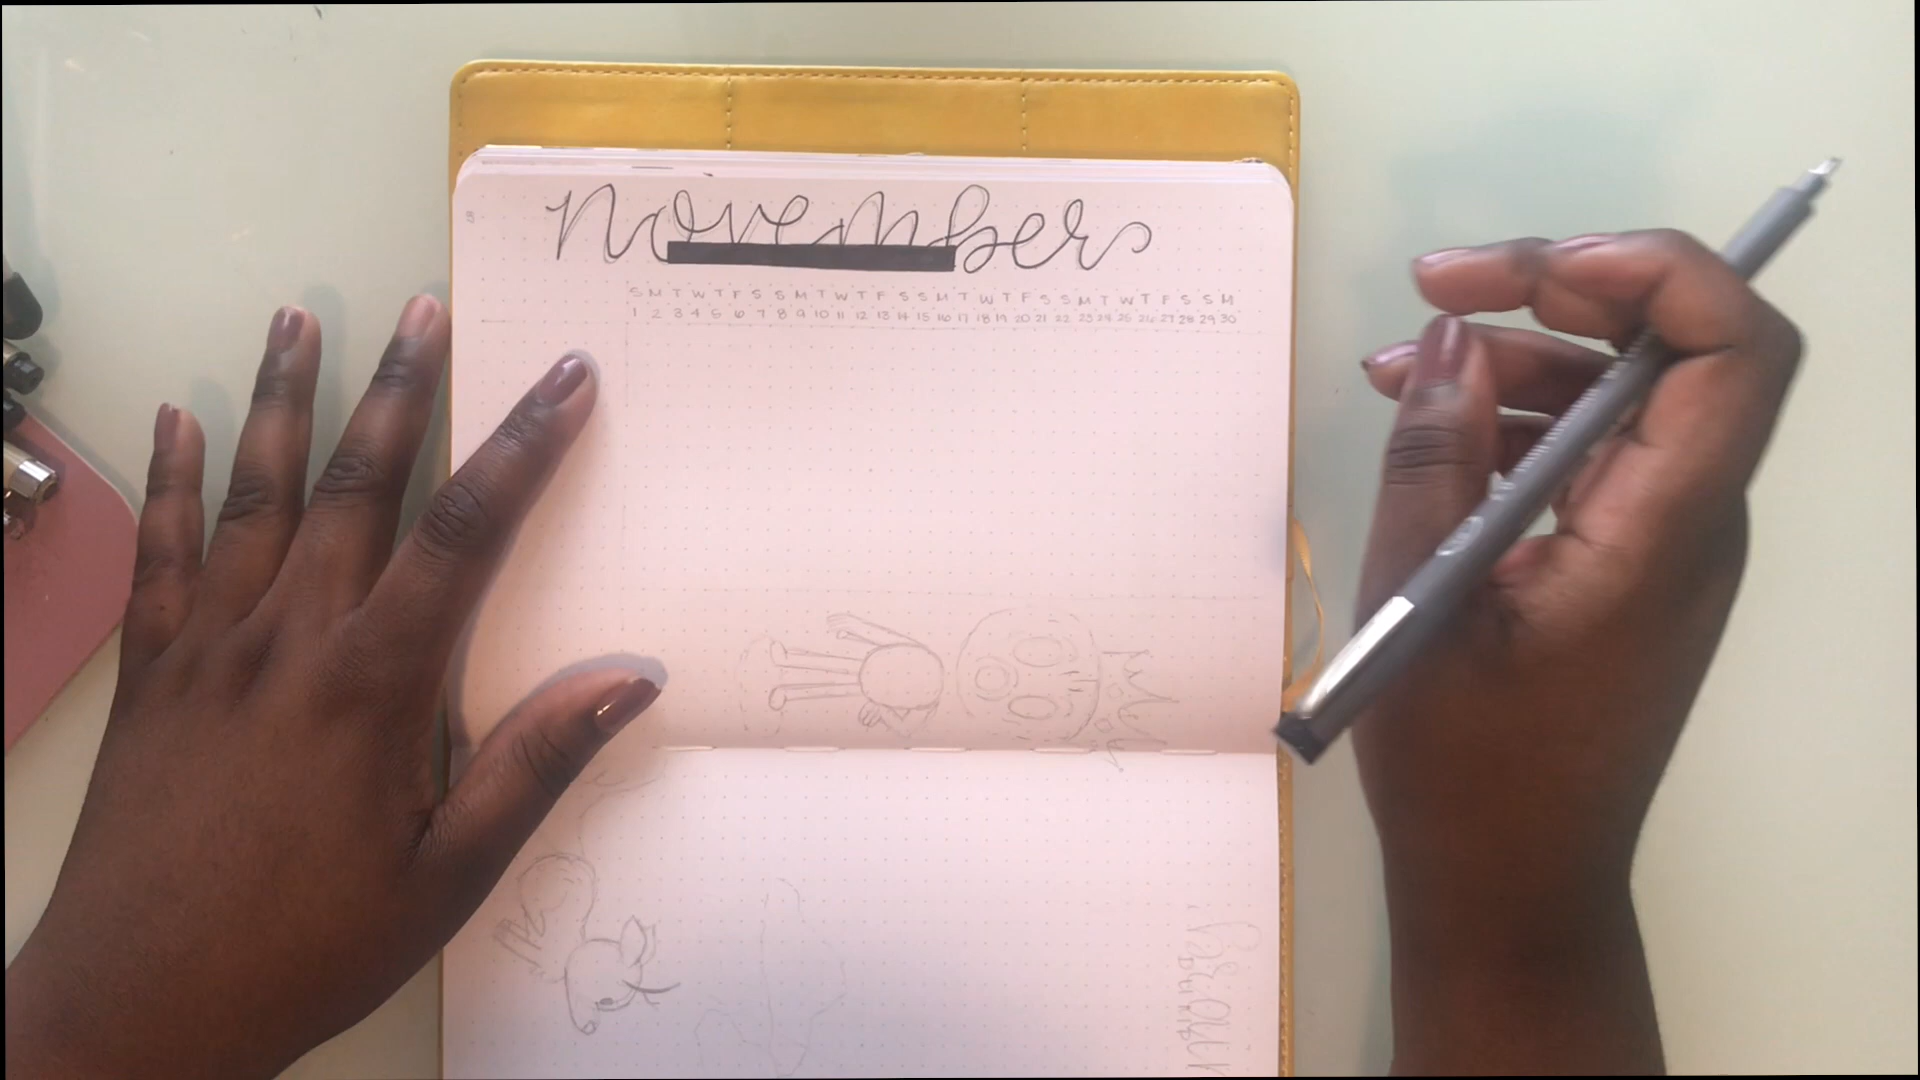 november
S M T W T F S S M T W T F S S M T W T F S S M T W T F S S M
1 2 3 4 5 6 7 8 9 10 11 12 13 14 15 16 17 18 19 20 21 22 23 24 25 26 27 28 29 30